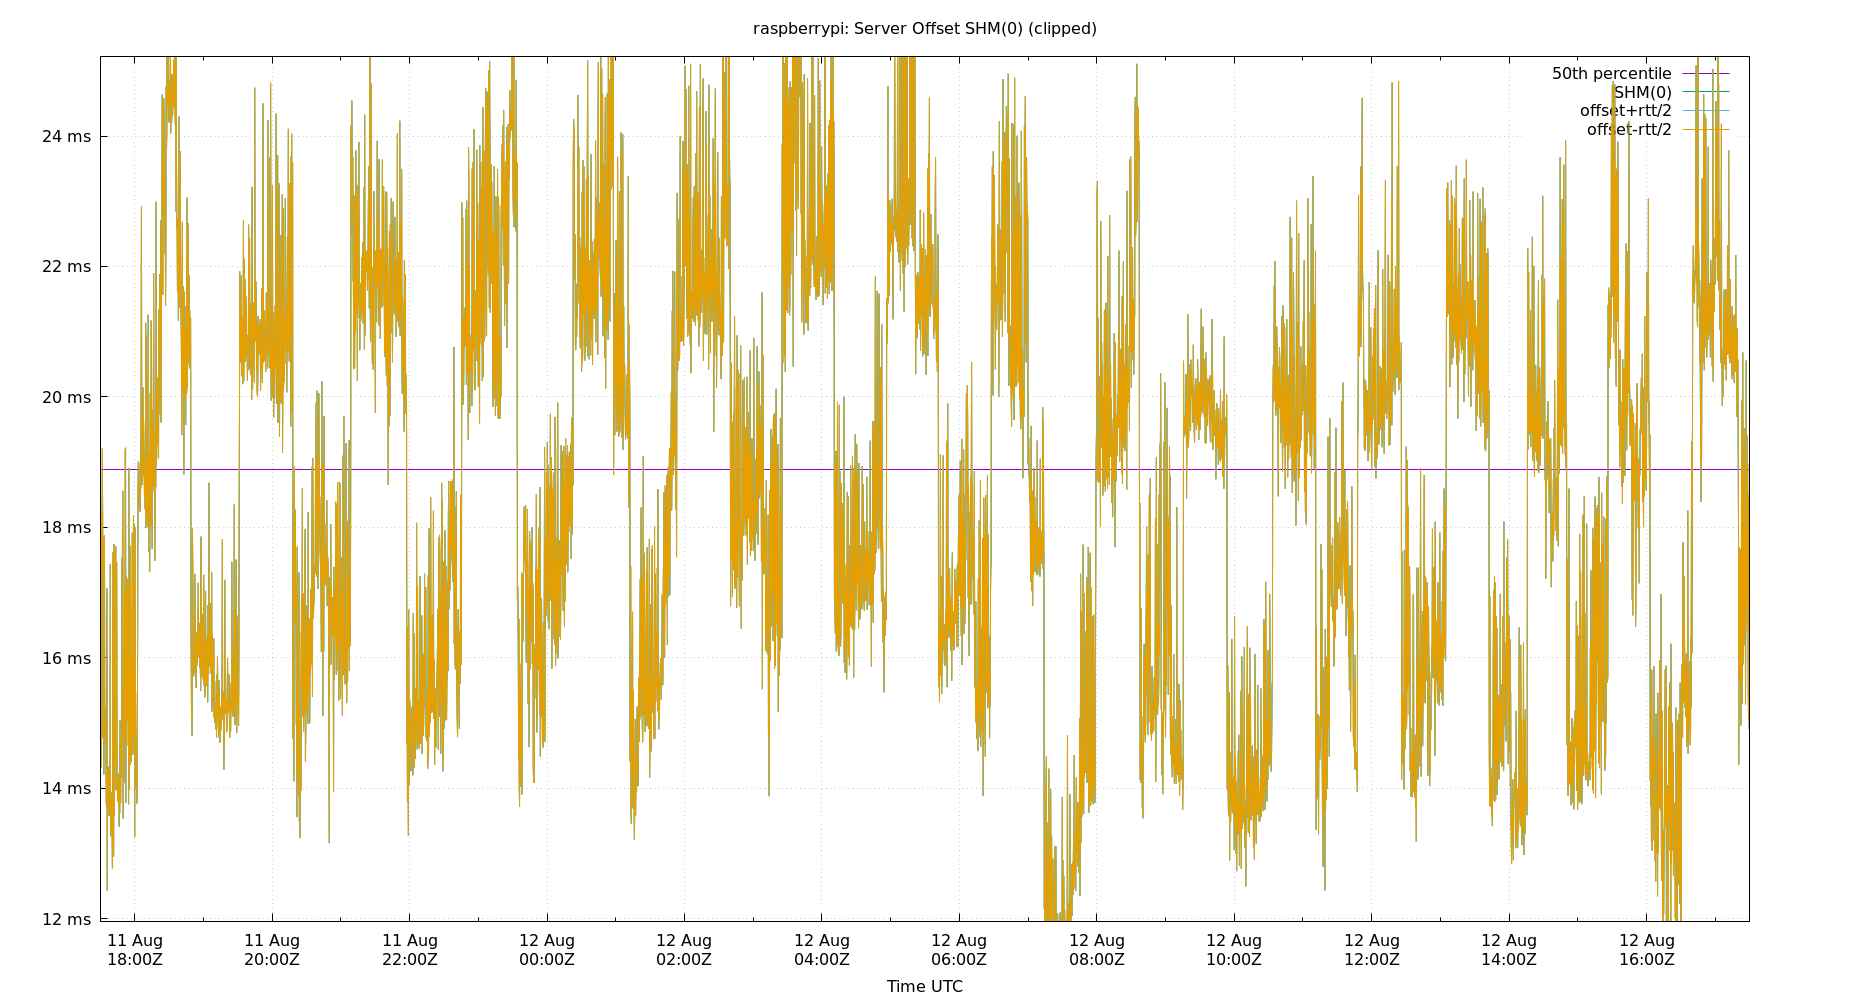 raspberrypi: Server Offset SHM(0) (clipped)
50th percentile
SHM(0)
offset+rtt/2
offset-rtt/2
24 ms
22 ms
20 ms
18 ms
16 ms
14 ms
12 ms
11 Aug 11 Aug 11 Aug 12 Aug 12 Aug 12 Aug 12 Aug 12 Aug 12 Aug 12 Aug 12 Aug 12 Aug
18:00Z 20:00Z 22:00Z 00:00Z 02:00Z 04:00Z 06:00Z 08:00Z 10:00Z 12:00Z 14:00Z 16:00Z
Time UTC